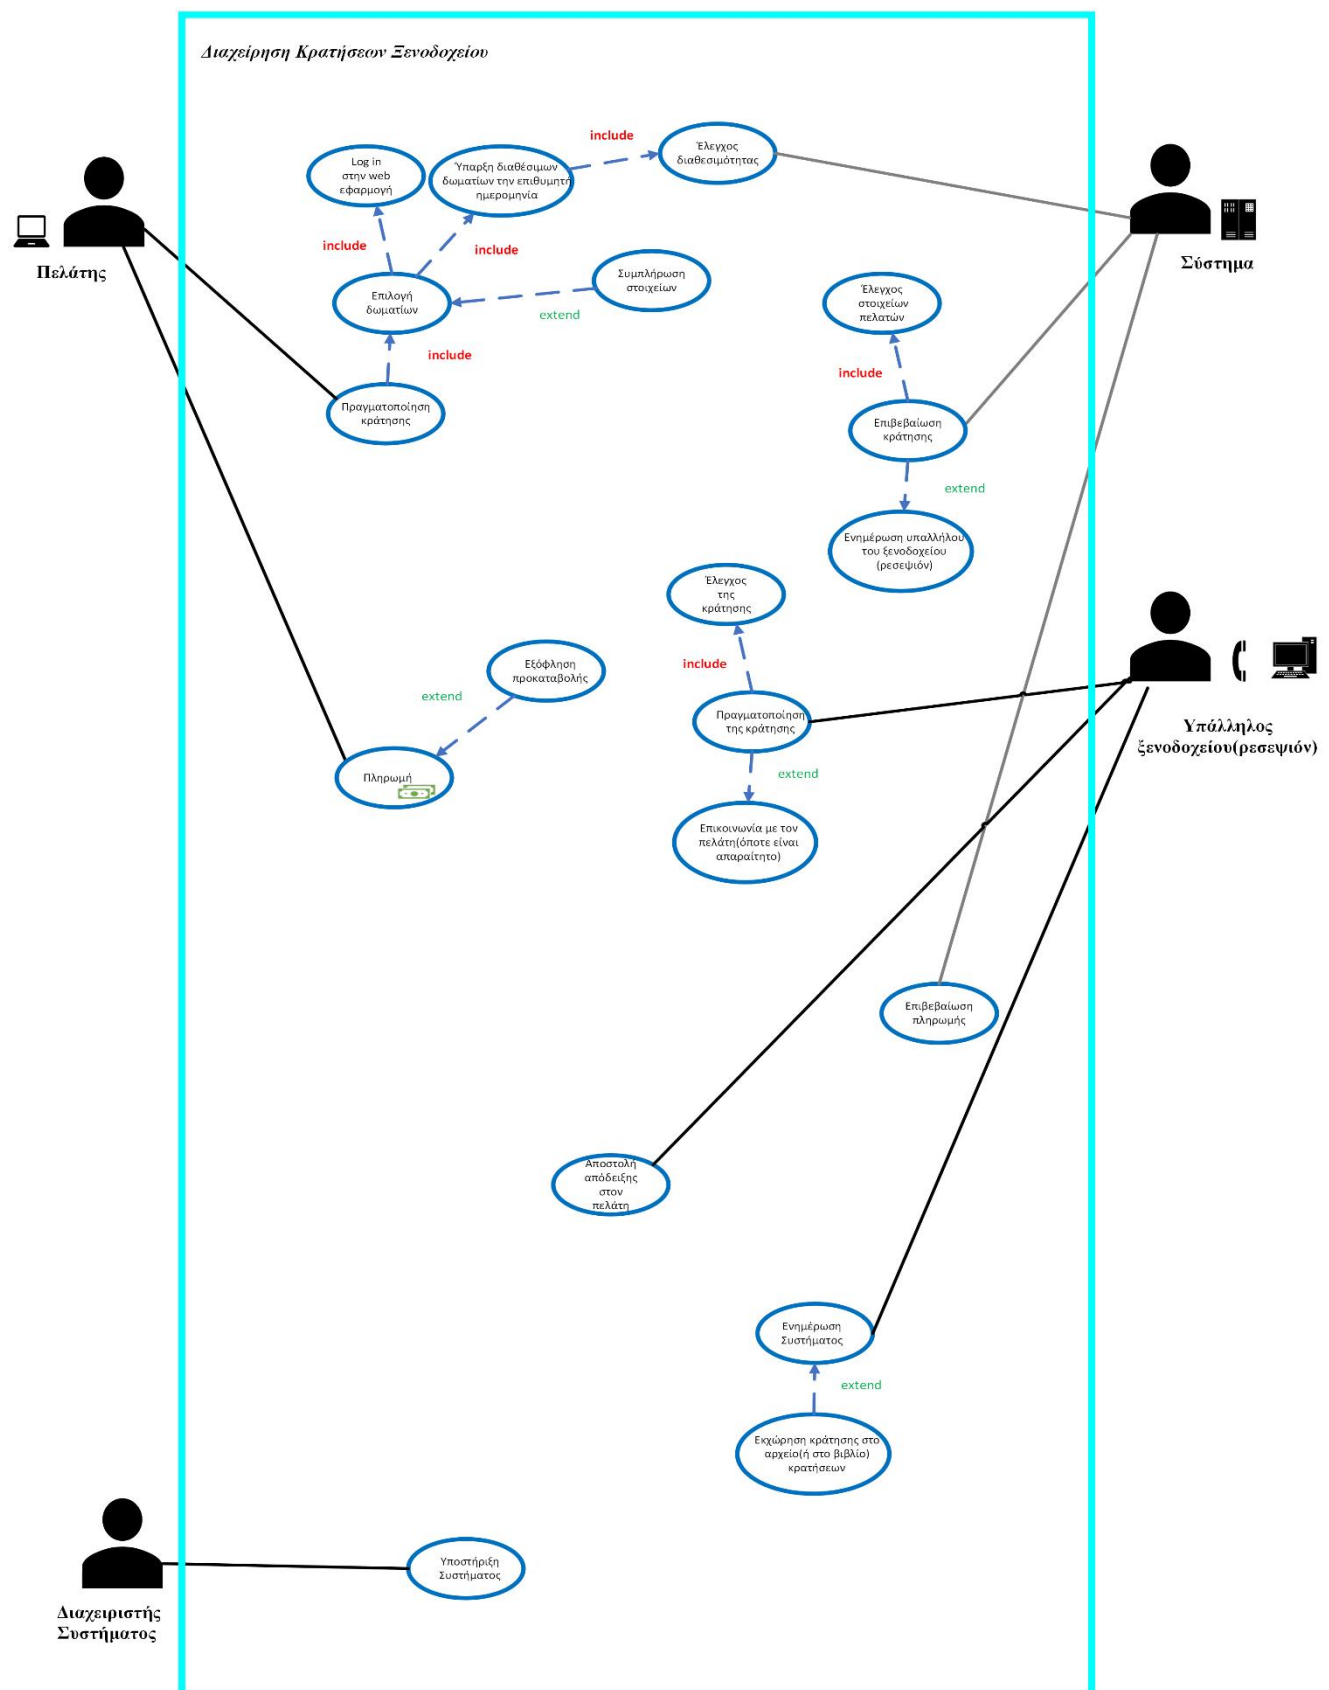 Διαχείρηση Κρατήσεων Ξενοδοχείου
include
Έλεγχος
διαθεσιμότητας
Log in
στην web
εφαρμογή
Ύπαρξη διαθέσιμων
δωματίων την επιθυμητή
ημερομηνία
Πελάτης
Σύστημα
include
include
Επιλογή
δωματίων
Συμπλήρωση
στοιχείων
extend
Έλεγχος
στοιχείων
πελατών
include
include
Πραγματοποίηση
κράτησης
Επιβεβαίωση
κράτησης
extend
Ενημέρωση υπαλλήλου
του ξενοδοχείου
(ρεσεψιόν)
Έλεγχος
της
κράτησης
include
Εξόφληση
προκαταβολής
extend
Πραγματοποίηση
της κράτησης
Υπάλληλος
ξενοδοχείου(ρεσεψιόν)
Πληρωμή
extend
Επικοινωνία με τον
πελάτη(όποτε είναι
απαραίτητο)
Επιβεβαίωση
πληρωμής
Αποστολή
απόδειξης
στον
πελάτη
Ενημέρωση
Συστήματος
extend
Εκχώρηση κράτησης στο
αρχείο(ή στο βιβλίο)
κρατήσεων
Υποστήριξη
Συστήματος
Διαχειριστής
Συστήματος